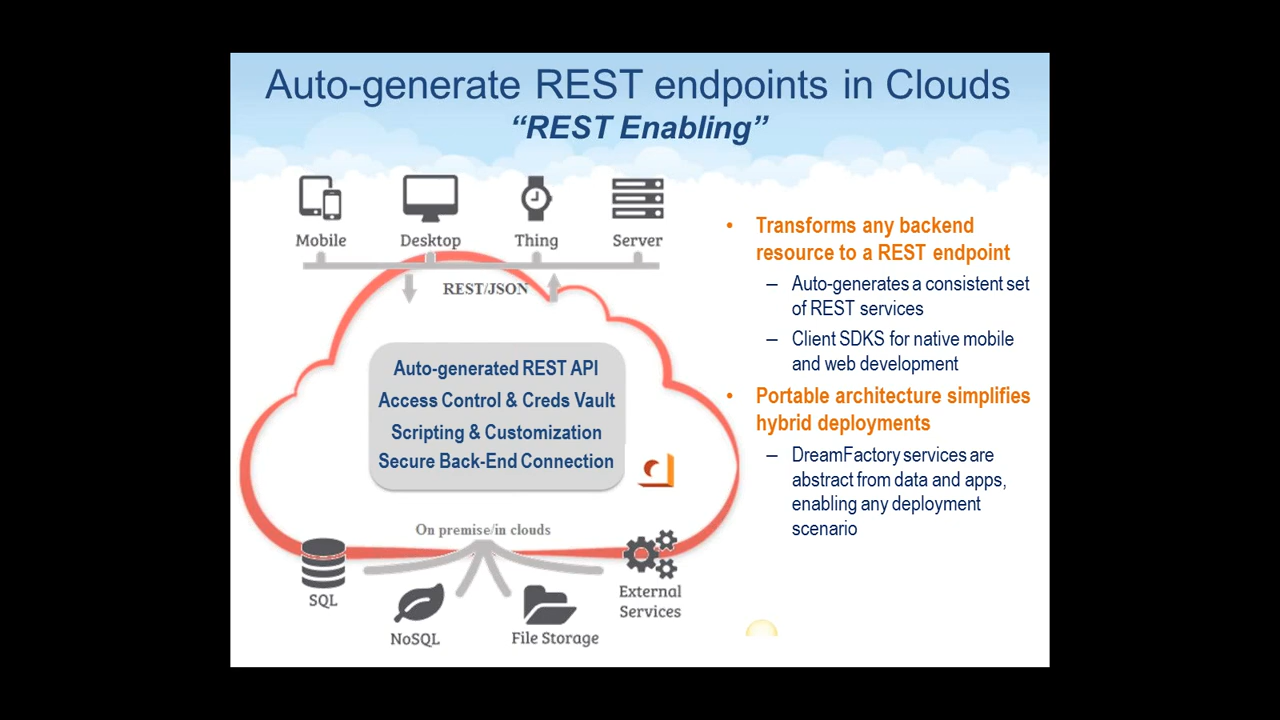 Auto-generate REST endpoints in Clouds
“REST Enabling”
Mobile
Desktop
Thing
Server
REST/JSON
Auto-generated REST API
Access Control & Creds Vault
Scripting & Customization
Secure Back-End Connection
On premise/in clouds
SQL
NoSQL
File Storage
External
Services
• Transforms any backend
resource to a REST endpoint
– Auto-generates a consistent set
of REST services
– Client SDKS for native mobile
and web development
• Portable architecture simplifies
hybrid deployments
– DreamFactory services are
abstract from data and apps,
enabling any deployment
scenario